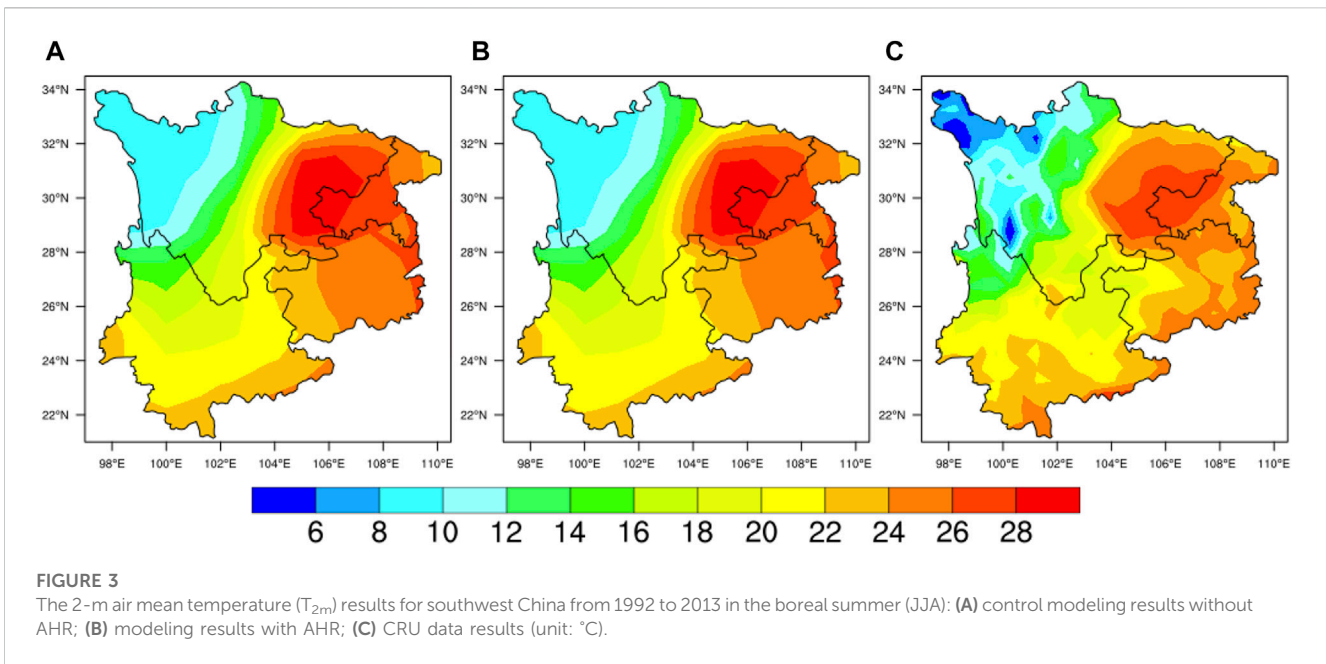 A B C
34°N 34°N 34°N
32°N 32°N 32°N
30°N 30°N 30°N
28°N 28°N 28°N
26°N 26°N 26°N
24°N 24°N 24°N
22°N 22°N 22°N
98°E 100°E 102°E 104°E 106°E 108°E 110°E 98°E 100°E 102°E 104°E 106°E 108°E 110°E 98°E 100°E 102°E 104°E 106°E 108°E 110°E
6 8 10 12 14 16 18 20 22 24 26 28
FIGURE 3
The 2-m air mean temperature (T2m) results for southwest China from 1992 to 2013 in the boreal summer (JJA): (A) control modeling results without
AHR; (B) modeling results with AHR; (C) CRU data results (unit: °C).